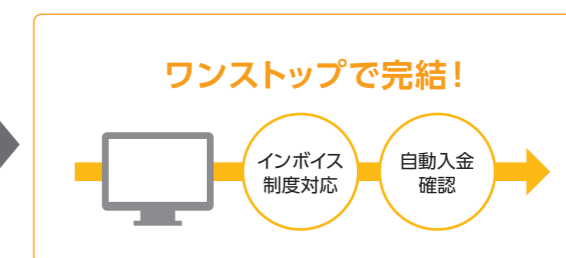 ワンストップで完結！
インボイス
制度対応
自動入金
確認